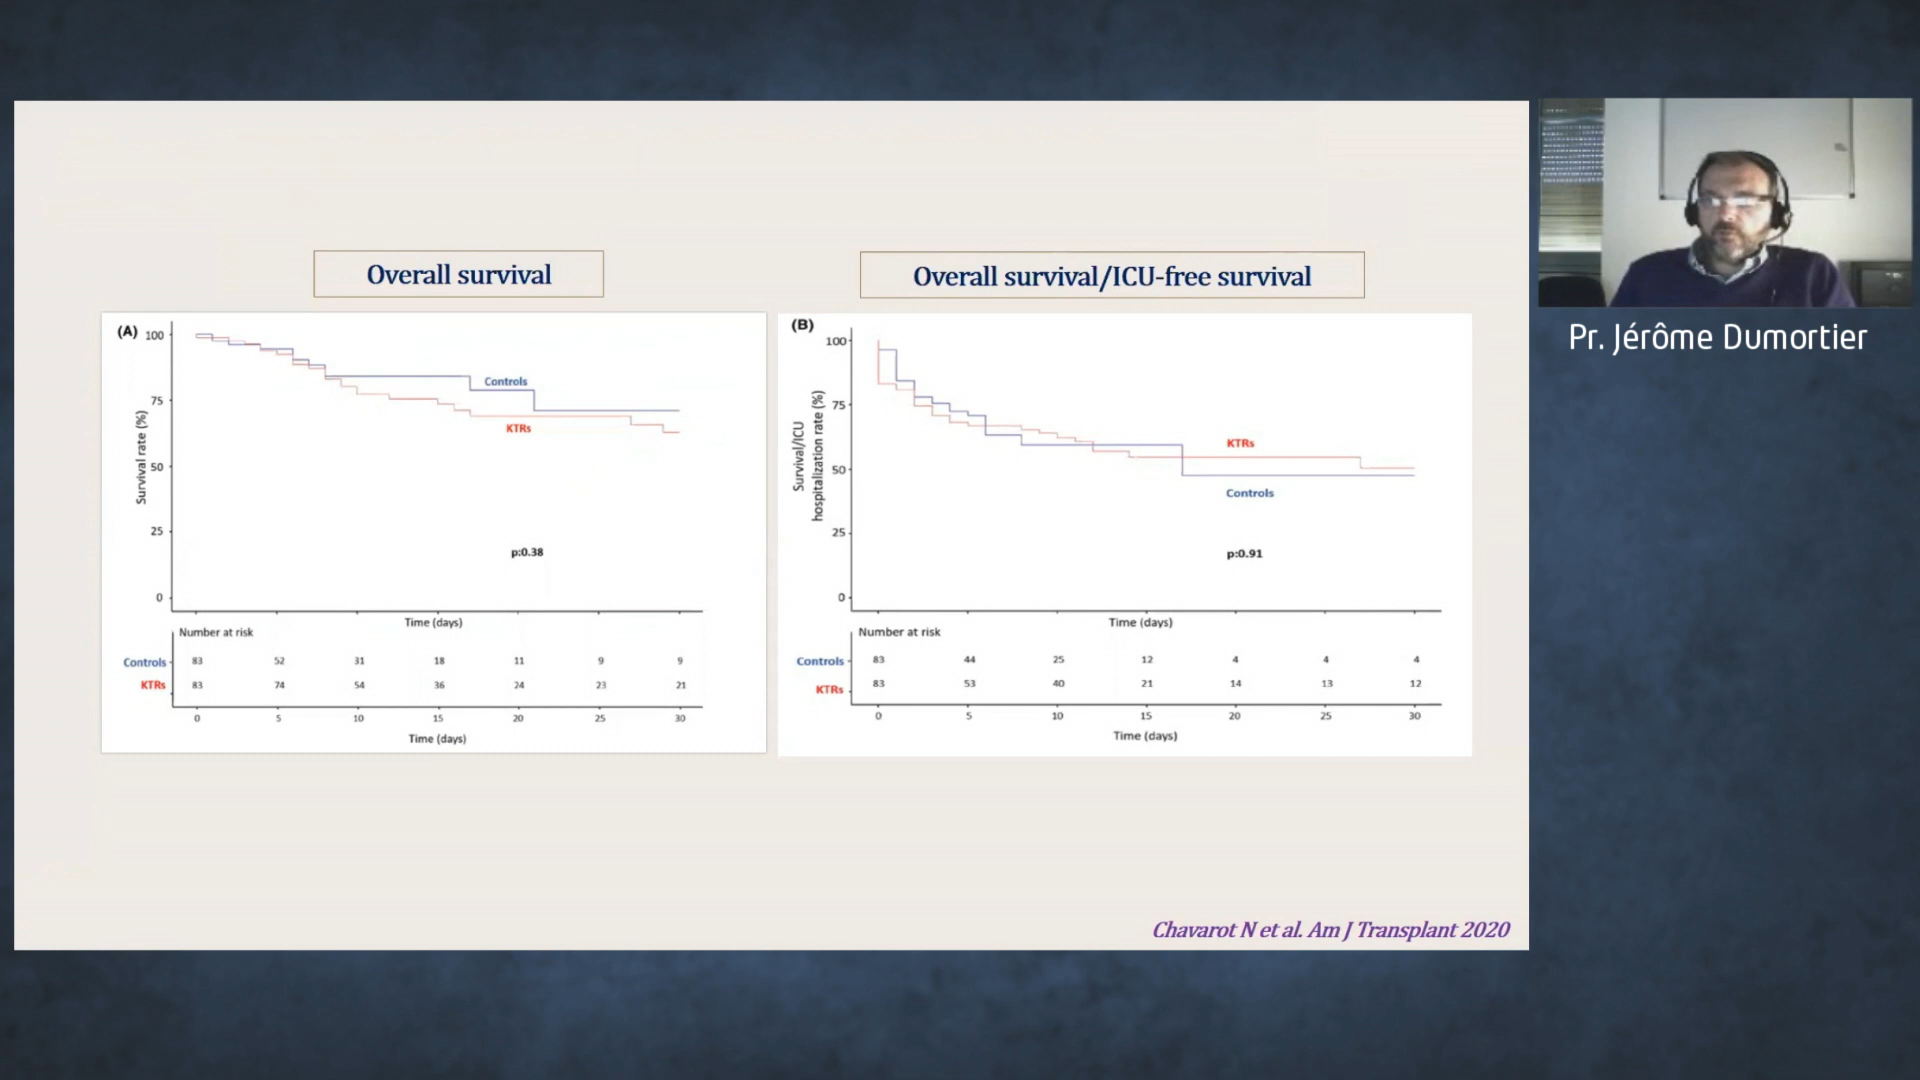 Overall survival
Overall survival/ICU-free survival
Pr. Jérôme Dumortier
(A)
100
75
50
25
0
Survival rate (%)
Controls
KTRs
p:0.38
Time (days)
Number at risk
Controls 83 52 31 18 11 9 9
KTRs 83 74 54 36 24 23 21
0 5 10 15 20 25 30
Time (days)
(B)
100
75
50
25
0
Survival/ICU
hospitalization rate (%)
KTRs
Controls
p:0.91
Time (days)
Number at risk
Controls 83 44 25 12 4 4 4
KTRs 83 53 40 21 14 13 12
0 5 10 15 20 25 30
Time (days)
Chavarot N et al. Am J Transplant 2020